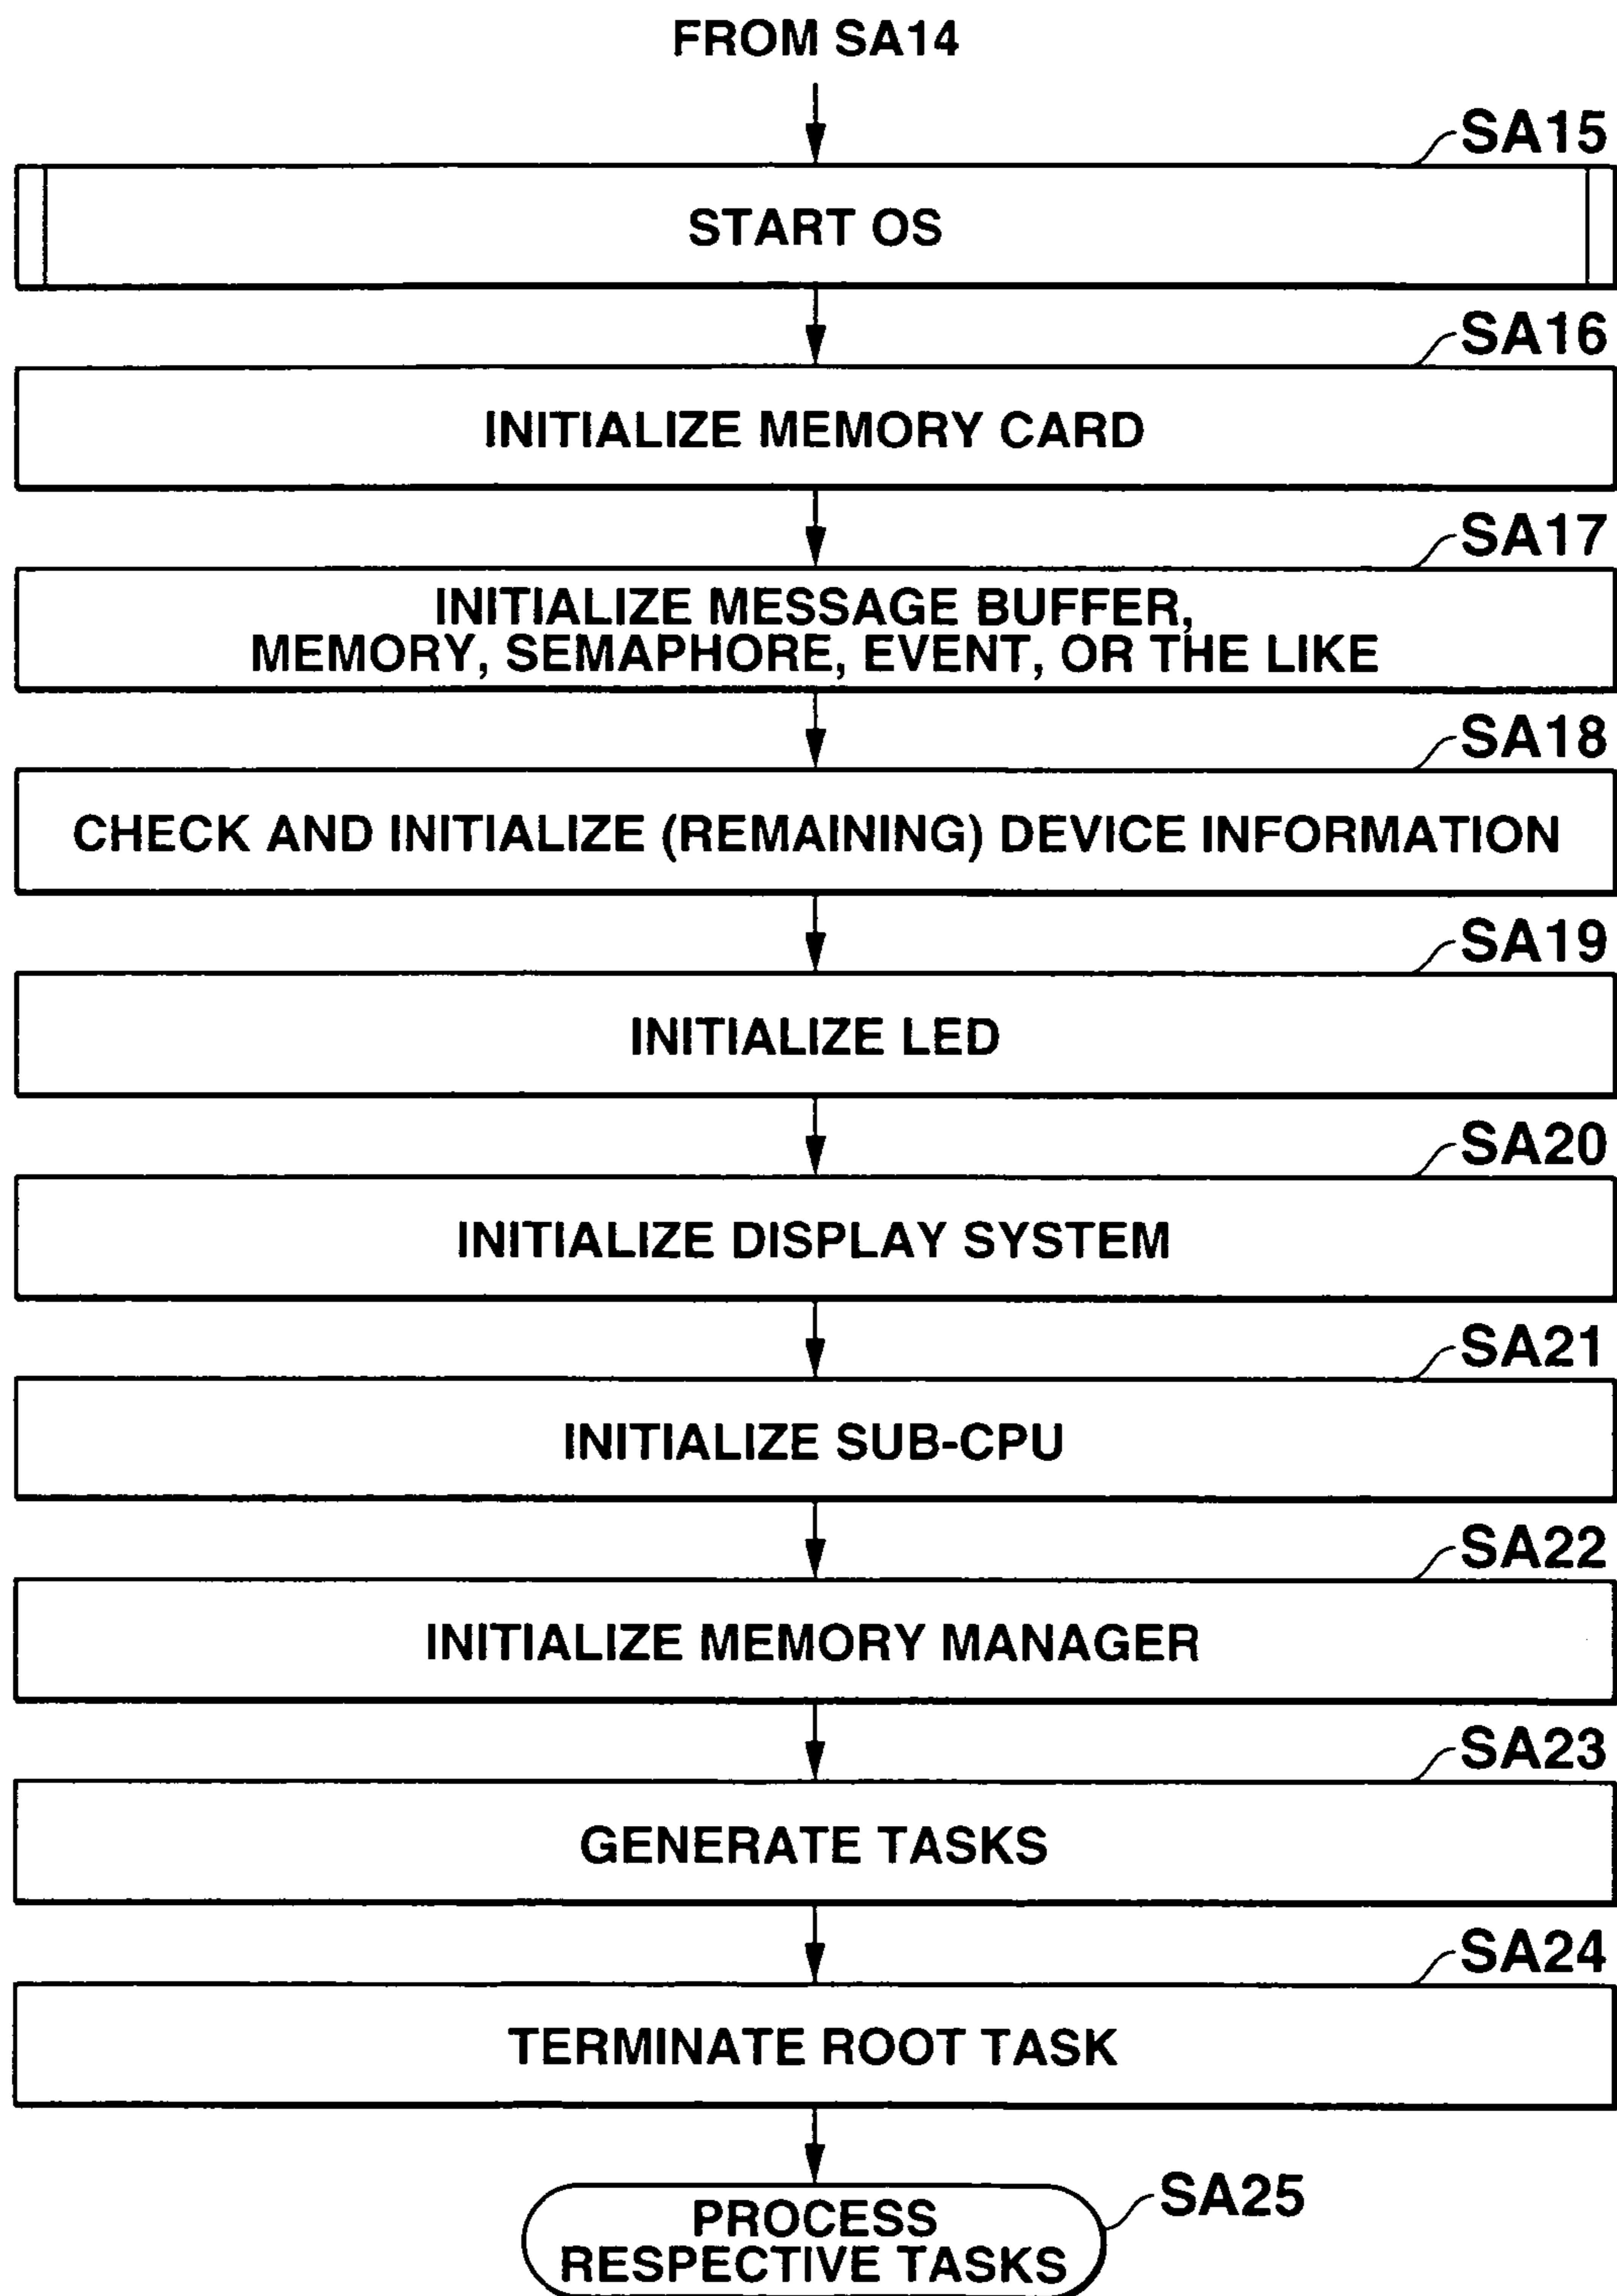 FROM SA14
SA15
START OS
SA16
INITIALIZE MEMORY CARD
SA17
INITIALIZE MESSAGE BUFFER,
MEMORY, SEMAPHORE, EVENT, OR THE LIKE
SA18
CHECK AND INITIALIZE (REMAINING) DEVICE INFORMATION
SA19
INITIALIZE LED
SA20
INITIALIZE DISPLAY SYSTEM
SA21
INITIALIZE SUB-CPU
SA22
INITIALIZE MEMORY MANAGER
SA23
GENERATE TASKS
SA24
TERMINATE ROOT TASK
SA25
PROCESS
RESPECTIVE TASKS